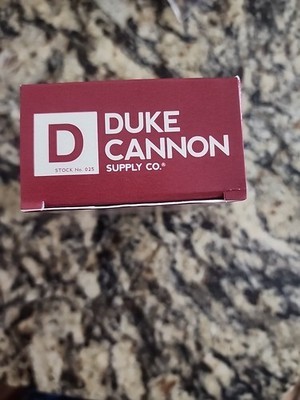 D
STOCK No. 025
DUKE
CANNON
SUPPLY CO.®